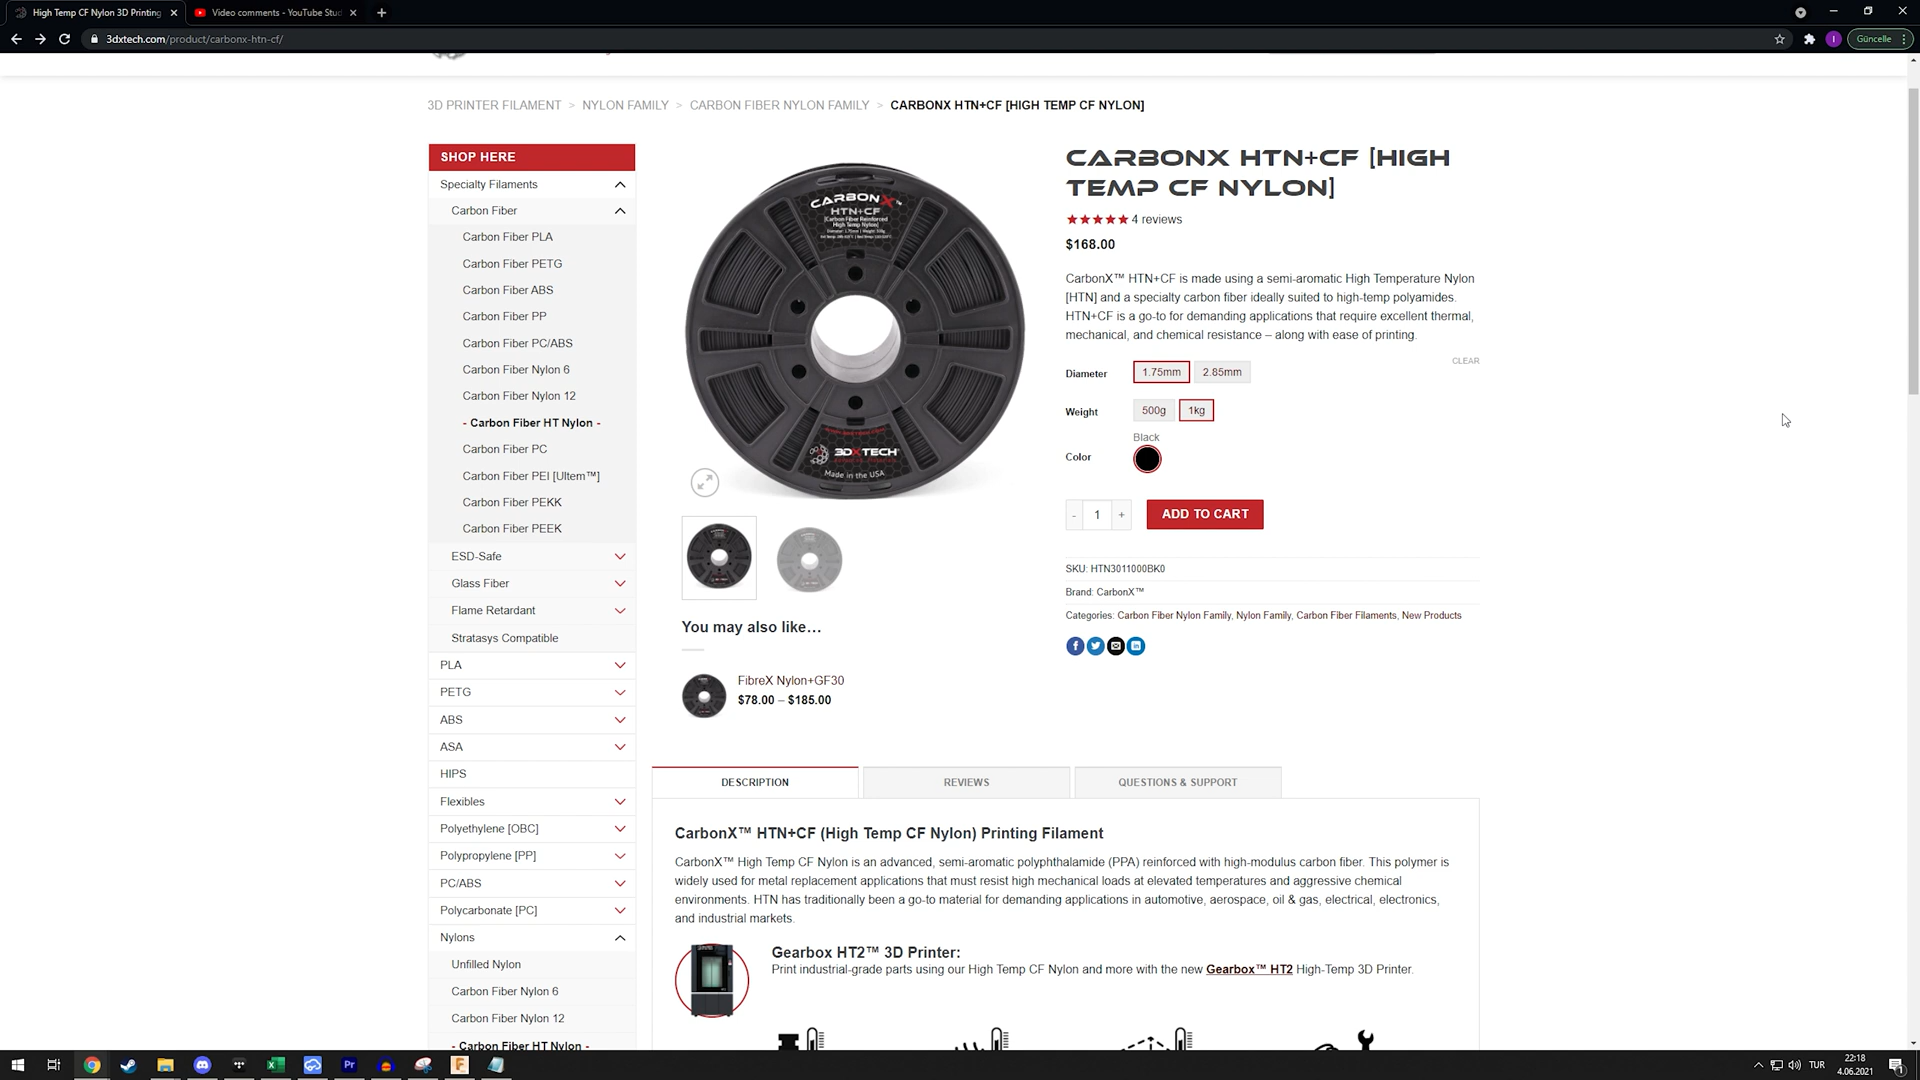 High Temp CF Nylon 3D Printing
Video comments - YouTube Stud
3dxtech.com/product/carbonx-htn-cf/
Güncelle
3D PRINTER FILAMENT > NYLON FAMILY > CARBON FIBER NYLON FAMILY > CARBONX HTN+CF [HIGH TEMP CF NYLON]
SHOP HERE
Specialty Filaments
Carbon Fiber
Carbon Fiber PLA
Carbon Fiber PETG
Carbon Fiber ABS
Carbon Fiber PP
Carbon Fiber PC/ABS
Carbon Fiber Nylon 6
Carbon Fiber Nylon 12
- Carbon Fiber HT Nylon -
Carbon Fiber PC
Carbon Fiber PEI [Ultem™]
Carbon Fiber PEKK
Carbon Fiber PEEK
ESD-Safe
Glass Fiber
Flame Retardant
Stratasys Compatible
PLA
PETG
ABS
ASA
HIPS
Flexibles
Polyethylene [OBC]
Polypropylene [PP]
PC/ABS
Polycarbonate [PC]
Nylons
Unfilled Nylon
Carbon Fiber Nylon 6
Carbon Fiber Nylon 12
- Carbon Fiber HT Nylon -
CARBONX™
HTN+CF
[Carbon Fiber Reinforced
High Temp Nylon]
3DXTECH
Made in the USA
You may also like…
FibreX Nylon+GF30
$78.00 – $185.00
CARBONX HTN+CF [HIGH
TEMP CF NYLON]
4 reviews
$168.00
CarbonX™ HTN+CF is made using a semi-aromatic High Temperature Nylon
[HTN] and a specialty carbon fiber ideally suited to high-temp polyamides.
HTN+CF is a go-to for demanding applications that require excellent thermal,
mechanical, and chemical resistance – along with ease of printing.
CLEAR
Diameter 1.75mm 2.85mm
Weight 500g 1kg
Black
Color
- 1 + ADD TO CART
SKU: HTN3011000BK0
Brand: CarbonX™
Categories: Carbon Fiber Nylon Family, Nylon Family, Carbon Fiber Filaments, New Products
DESCRIPTION REVIEWS QUESTIONS & SUPPORT
CarbonX™ HTN+CF (High Temp CF Nylon) Printing Filament
CarbonX™ High Temp CF Nylon is an advanced, semi-aromatic polyphthalamide (PPA) reinforced with high-modulus carbon fiber. This polymer is
widely used for metal replacement applications that must resist high mechanical loads at elevated temperatures and aggressive chemical
environments. HTN has traditionally been a go-to material for demanding applications in automotive, aerospace, oil & gas, electrical, electronics,
and industrial markets.
Gearbox HT2™ 3D Printer:
Print industrial-grade parts using our High Temp CF Nylon and more with the new Gearbox™ HT2 High-Temp 3D Printer.
TUR
22:18
4.06.2021